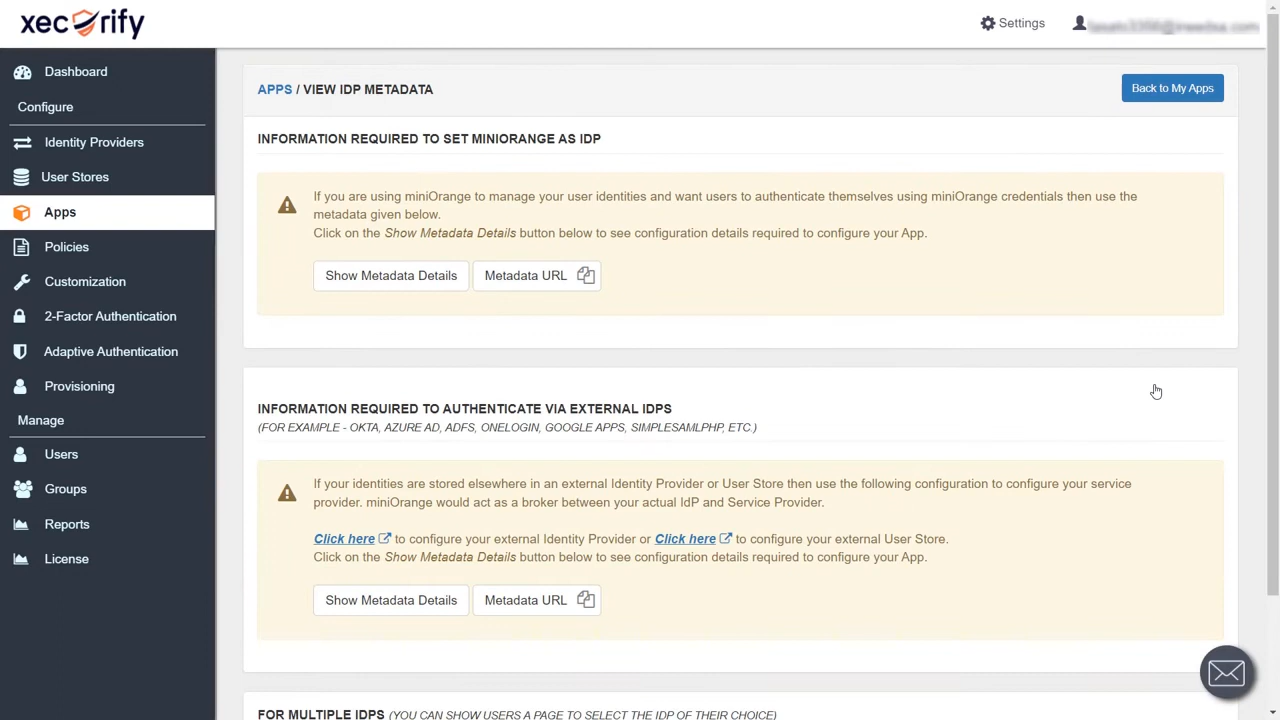 xecurify
Settings
Dashboard
Configure
Identity Providers
User Stores
Apps
Policies
Customization
2-Factor Authentication
Adaptive Authentication
Provisioning
Manage
Users
Groups
Reports
License
APPS / VIEW IDP METADATA
Back to My Apps
INFORMATION REQUIRED TO SET MINIORANGE AS IDP
If you are using miniOrange to manage your user identities and want users to authenticate themselves using miniOrange credentials then use the
metadata given below.
Click on the Show Metadata Details button below to see configuration details required to configure your App.
Show Metadata Details Metadata URL
INFORMATION REQUIRED TO AUTHENTICATE VIA EXTERNAL IDPS
(FOR EXAMPLE - OKTA, AZURE AD, ADFS, ONELOGIN, GOOGLE APPS, SIMPLESAMLPHP, ETC.)
If your identities are stored elsewhere in an external Identity Provider or User Store then use the following configuration to configure your service
provider. miniOrange would act as a broker between your actual IdP and Service Provider.
Click here to configure your external Identity Provider or Click here to configure your external User Store.
Click on the Show Metadata Details button below to see configuration details required to configure your App.
Show Metadata Details Metadata URL
FOR MULTIPLE IDPS (YOU CAN SHOW USERS A PAGE TO SELECT THE IDP OF THEIR CHOICE)